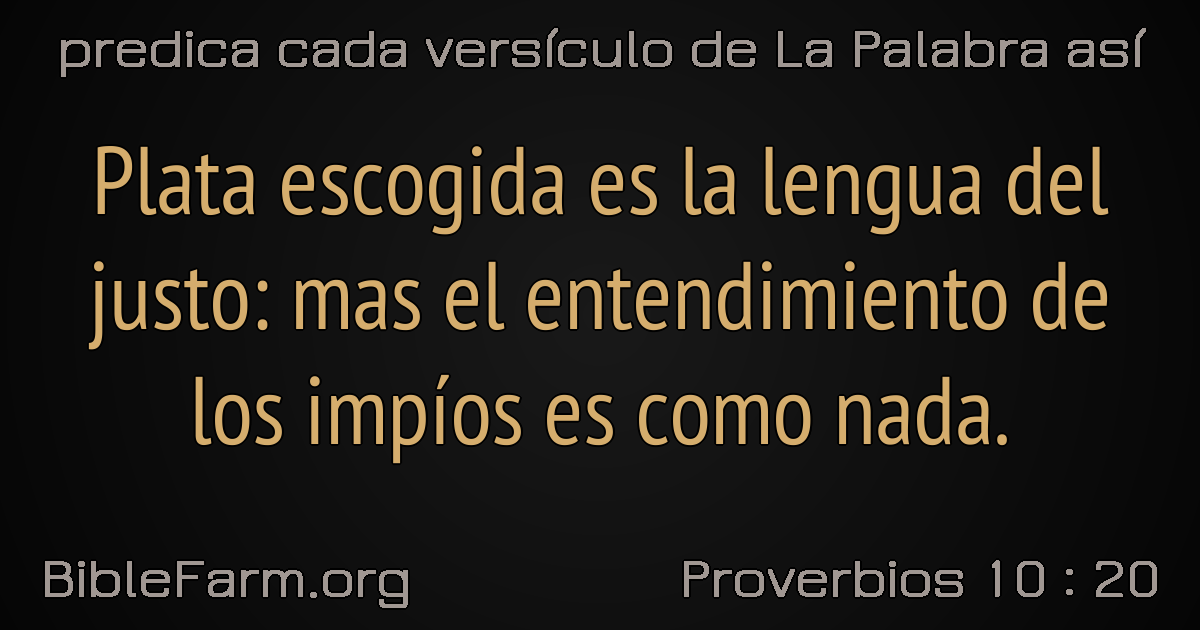 predica cada versículo de La Palabra así
Plata escogida es la lengua del
justo: mas el entendimiento de
los impíos es como nada.
BibleFarm.org
Proverbios 10 : 20